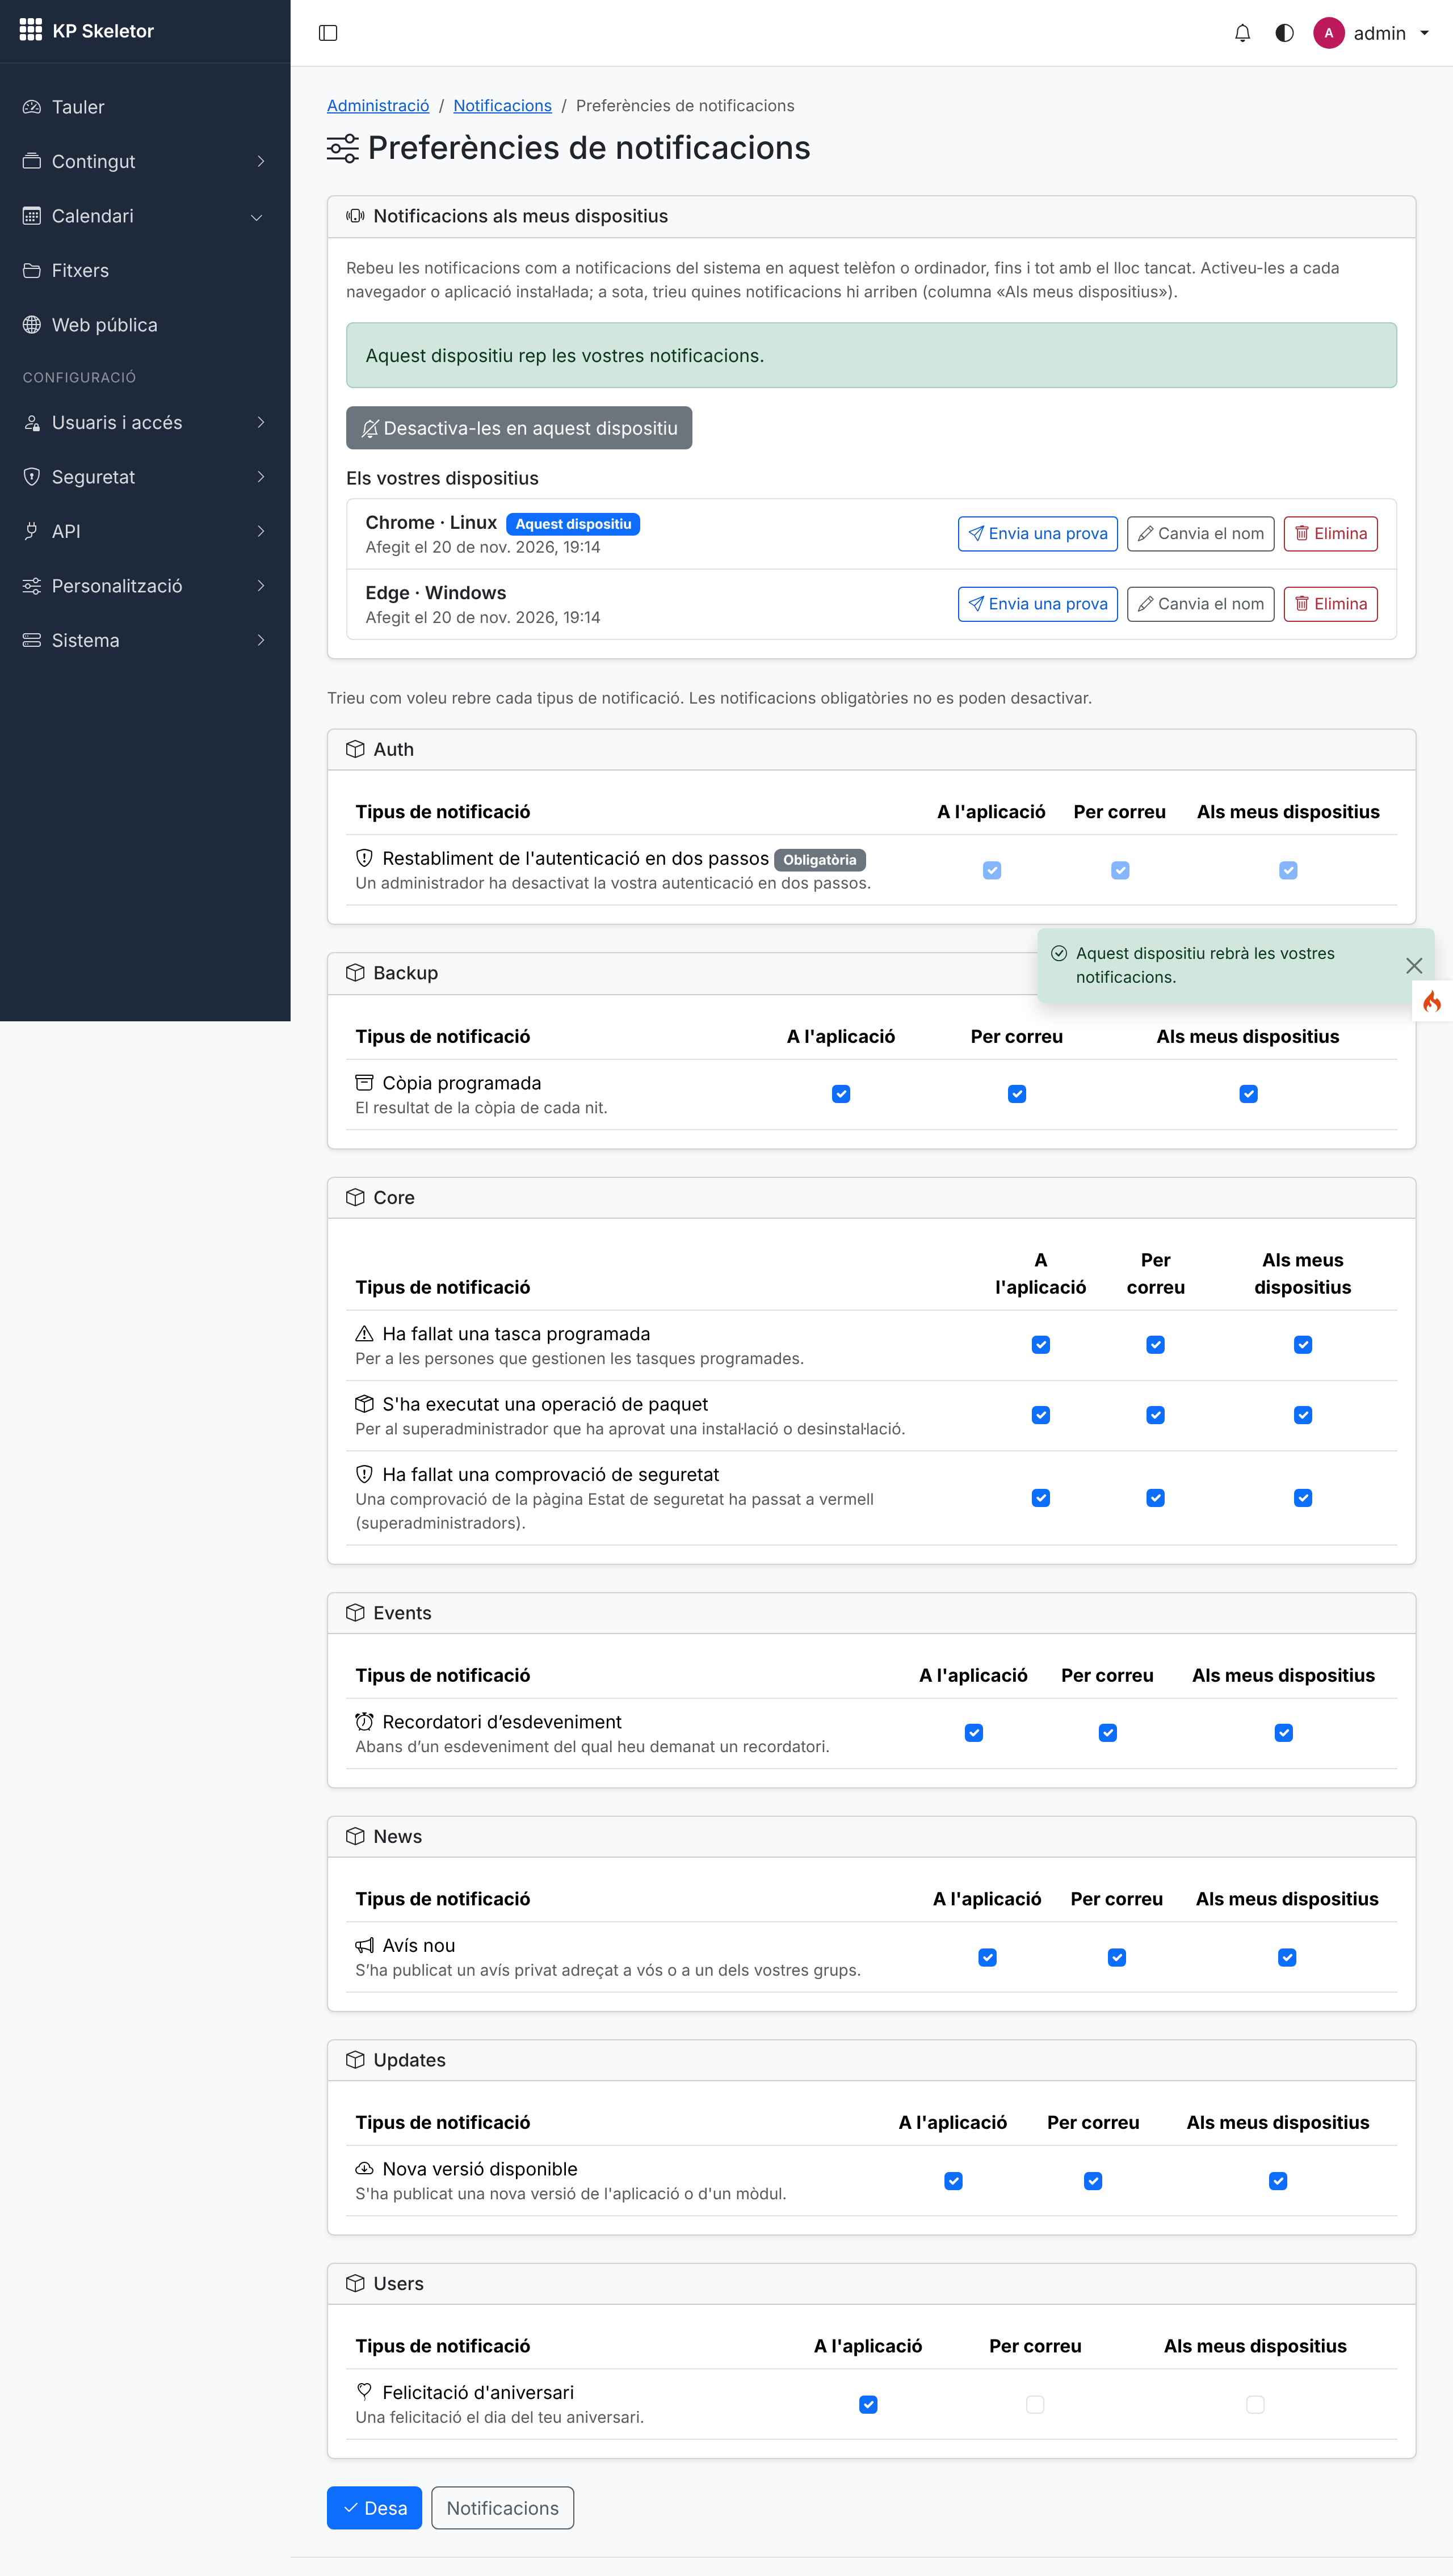 KP Skeletor
A
admin
Tauler
Contingut
Calendari
Fitxers
Web pública
CONFIGURACIÓ
Usuaris i accés
Seguretat
API
Personalització
Sistema
Administració / Notificacions / Preferències de notificacions
Preferències de notificacions
Notificacions als meus dispositius
Rebeu les notificacions com a notificacions del sistema en aquest telèfon o ordinador, fins i tot amb el lloc tancat. Activeu-les a cada
navegador o aplicació instal·lada; a sota, trieu quines notificacions hi arriben (columna «Als meus dispositius»).
Aquest dispositiu rep les vostres notificacions.
Desactiva-les en aquest dispositiu
Els vostres dispositius
Chrome · Linux Aquest dispositiu
Afegit el 20 de nov. 2026, 19:14
Envia una prova Canvia el nom Elimina
Edge · Windows
Afegit el 20 de nov. 2026, 19:14
Envia una prova Canvia el nom Elimina
Trieu com voleu rebre cada tipus de notificació. Les notificacions obligatòries no es poden desactivar.
Auth
Tipus de notificació A l'aplicació Per correu Als meus dispositius
Restabliment de l'autenticació en dos passos Obligatòria
Un administrador ha desactivat la vostra autenticació en dos passos.
Aquest dispositiu rebrà les vostres
notificacions.
Backup
Tipus de notificació A l'aplicació Per correu Als meus dispositius
Còpia programada
El resultat de la còpia de cada nit.
Core
Tipus de notificació A l'aplicació Per correu Als meus dispositius
Ha fallat una tasca programada
Per a les persones que gestionen les tasques programades.
S'ha executat una operació de paquet
Per al superadministrador que ha aprovat una instal·lació o desinstal·lació.
Ha fallat una comprovació de seguretat
Una comprovació de la pàgina Estat de seguretat ha passat a vermell
(superadministradors).
Events
Tipus de notificació A l'aplicació Per correu Als meus dispositius
Recordatori d’esdeveniment
Abans d’un esdeveniment del qual heu demanat un recordatori.
News
Tipus de notificació A l'aplicació Per correu Als meus dispositius
Avís nou
S’ha publicat un avís privat adreçat a vós o a un dels vostres grups.
Updates
Tipus de notificació A l'aplicació Per correu Als meus dispositius
Nova versió disponible
S'ha publicat una nova versió de l'aplicació o d'un mòdul.
Users
Tipus de notificació A l'aplicació Per correu Als meus dispositius
Felicitació d'aniversari
Una felicitació el dia del teu aniversari.
Desa Notificacions